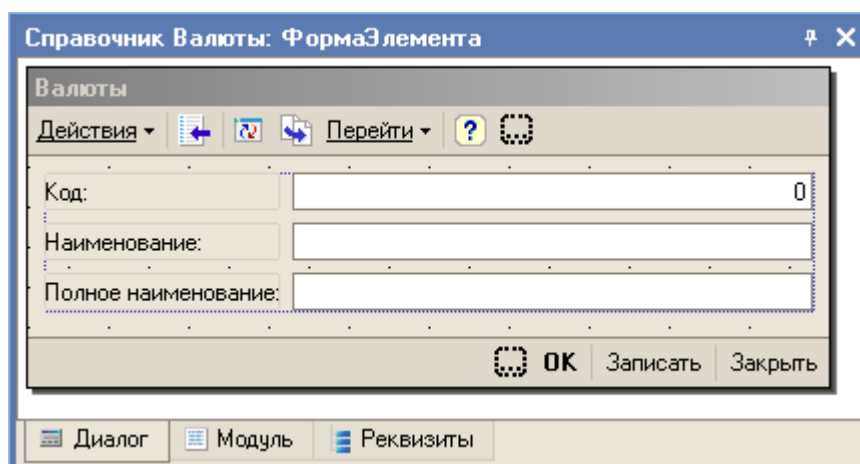 Справочник Валюты: ФормаЭлемента
Валюты
Действия Перейти ?
Код: 0
Наименование:
Полное наименование:
OK Записать Закрыть
Диалог Модуль Реквизиты